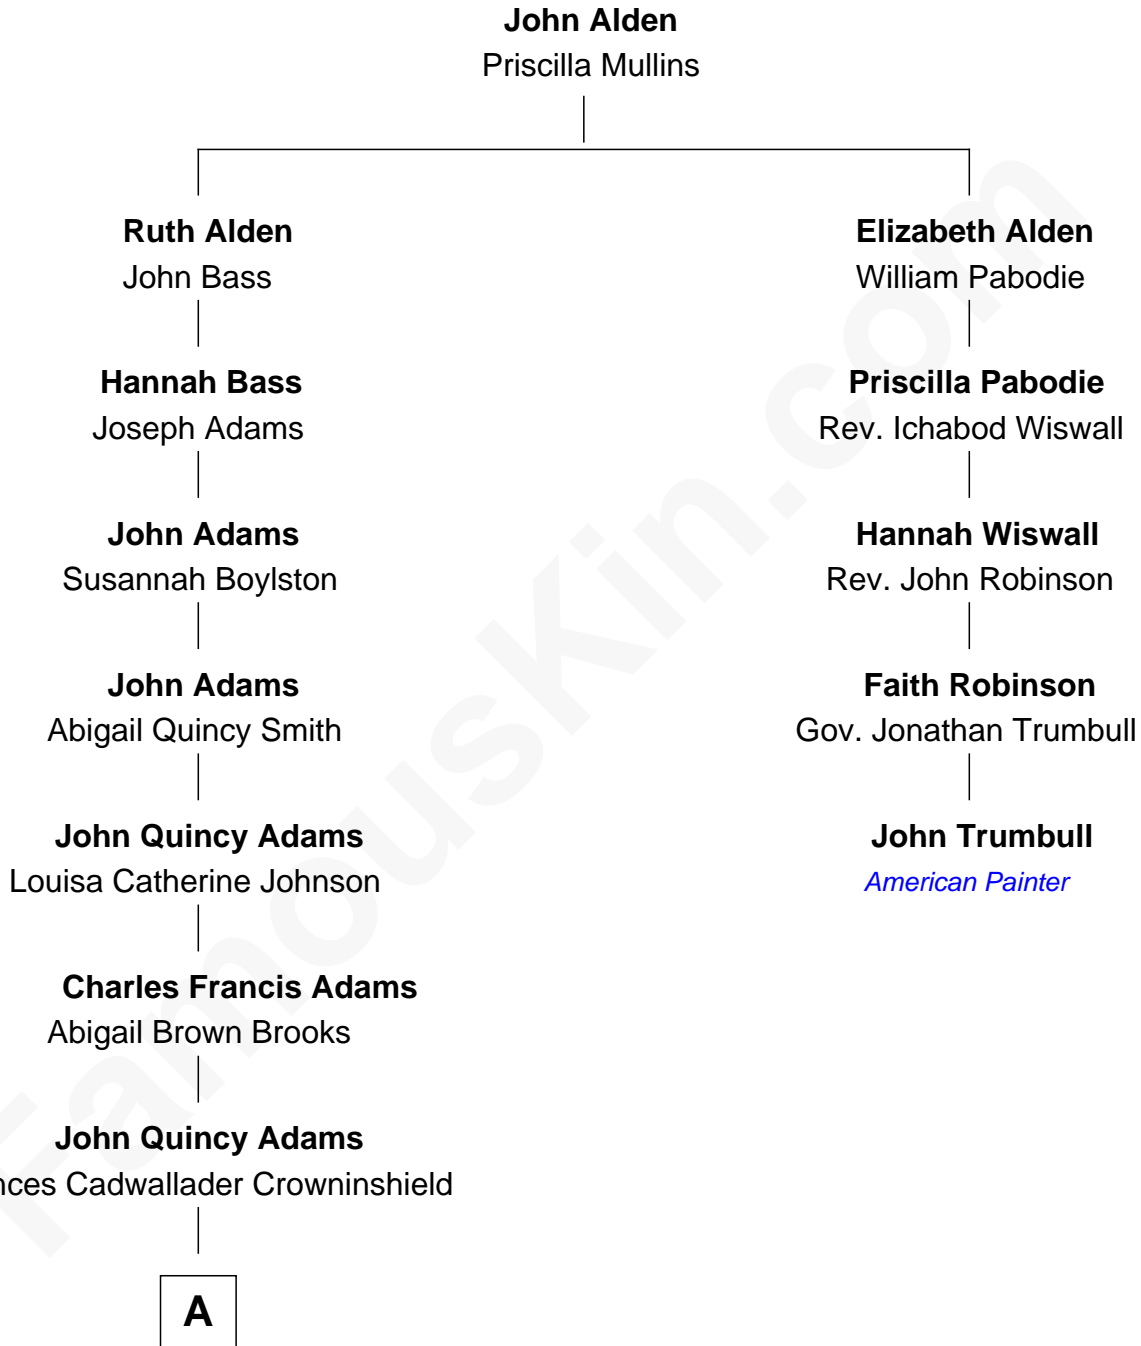 John Alden
Priscilla Mullins
Ruth Alden
John Bass
Elizabeth Alden
William Pabodie
Hannah Bass
Joseph Adams
Priscilla Pabodie
Rev. Ichabod Wiswall
John Adams
Susannah Boylston
Hannah Wiswall
Rev. John Robinson
John Adams
Abigail Quincy Smith
Faith Robinson
Gov. Jonathan Trumbull
John Quincy Adams
Louisa Catherine Johnson
John Trumbull
American Painter
Charles Francis Adams
Abigail Brown Brooks
John Quincy Adams
nces Cadwallader Crowninshield
A
FamousKin.com